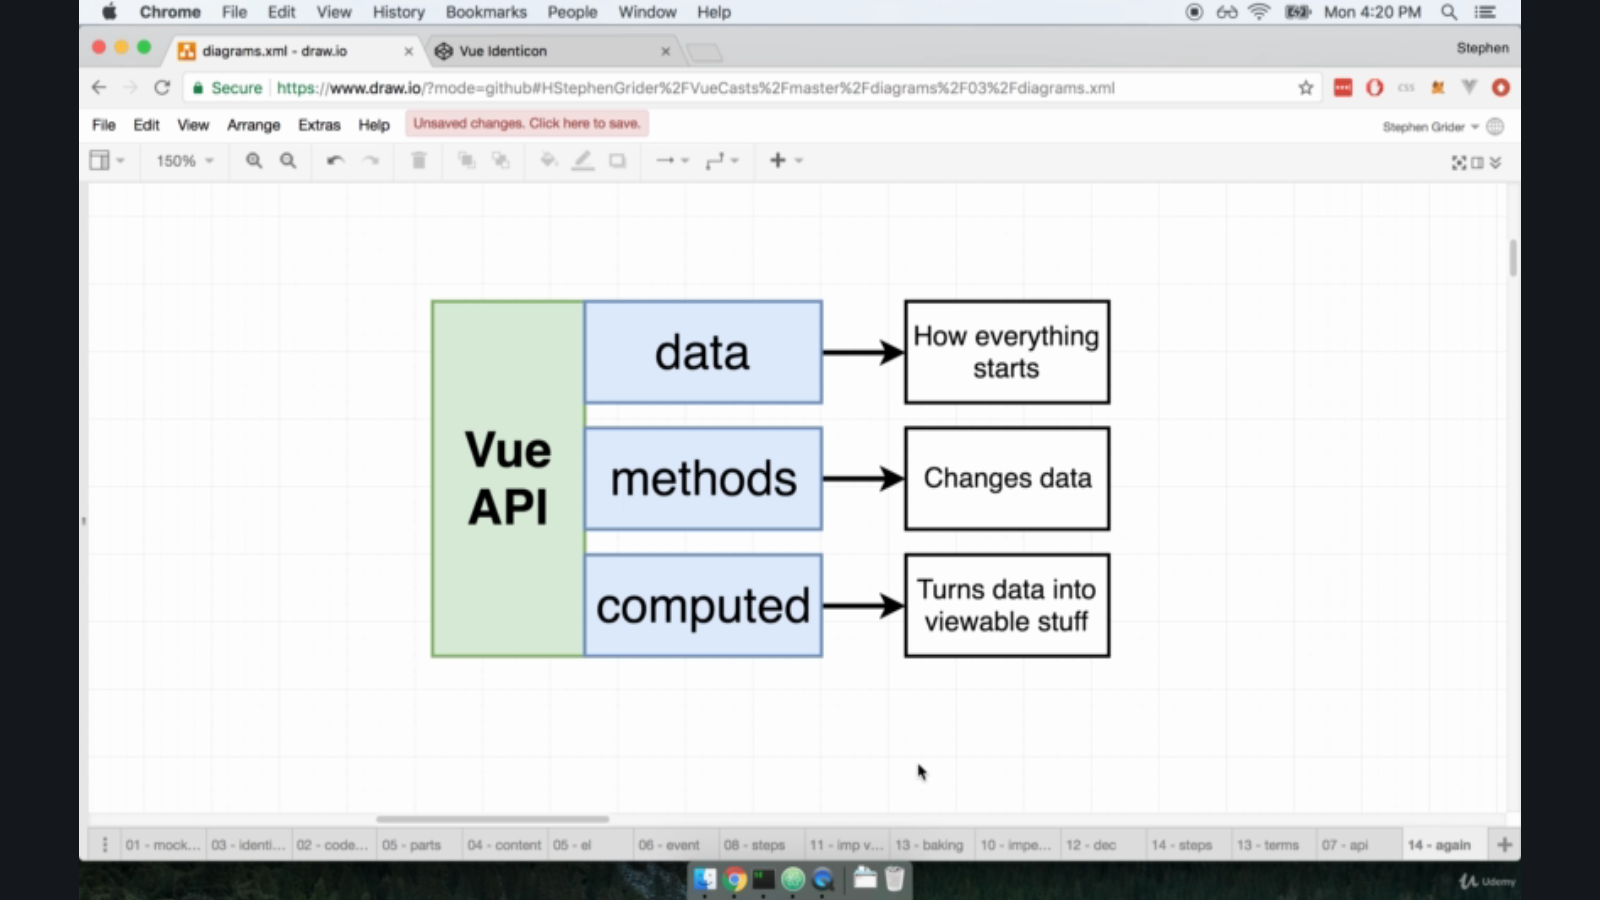 Chrome File Edit View History Bookmarks People Window Help Mon 4:20 PM
diagrams.xml - draw.io Vue Identicon Stephen
Secure https://www.draw.io/?mode=github#HStephenGrider%2FVueCasts%2Fmaster%2Fdiagrams%2F03%2Fdiagrams.xml CSS
File Edit View Arrange Extras Help Unsaved changes. Click here to save. Stephen Grider
150%
Vue
API
data
How everything
starts
methods
Changes data
computed
Turns data into
viewable stuff
01 - mock... 03 - identi... 02 - code... 05 - parts 04 - content 05 - el 06 - event 08 - steps 11 - imp v... 13 - baking 10 - impe... 12 - dec 14 - steps 13 - terms 07 - api 14 - again
Udemy